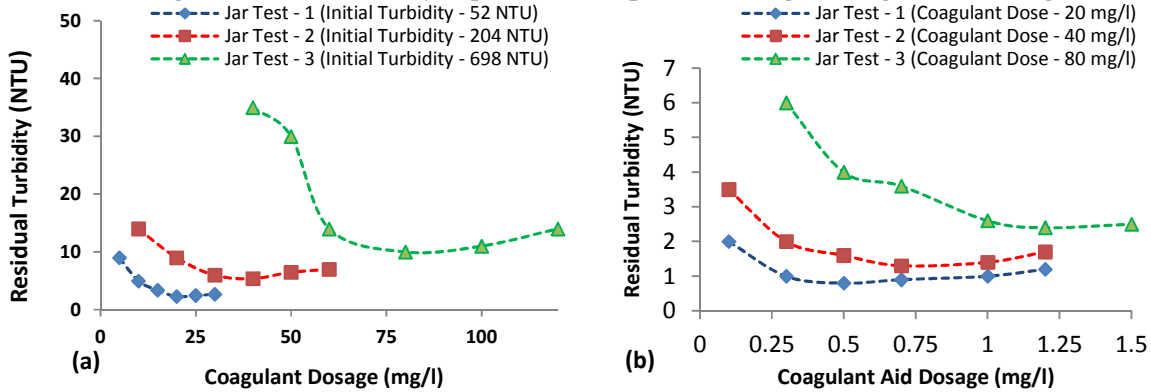 Jar Test - 1 (Initial Turbidity - 52 NTU)
Jar Test - 2 (Initial Turbidity - 204 NTU)
Jar Test - 3 (Initial Turbidity - 698 NTU)
Residual Turbidity (NTU)
50
40
30
20
10
0
0
25
50
75
100
(a)
Coagulant Dosage (mg/l)
Jar Test - 1 (Coagulant Dose - 20 mg/l)
Jar Test - 2 (Coagulant Dose - 40 mg/l)
Jar Test - 3 (Coagulant Dose - 80 mg/l)
Residual Turbidity (NTU)
8
7
6
5
4
3
2
1
0
0
0.25
0.5
0.75
1
1.25
1.5
(b)
Coagulant Aid Dosage (mg/l)